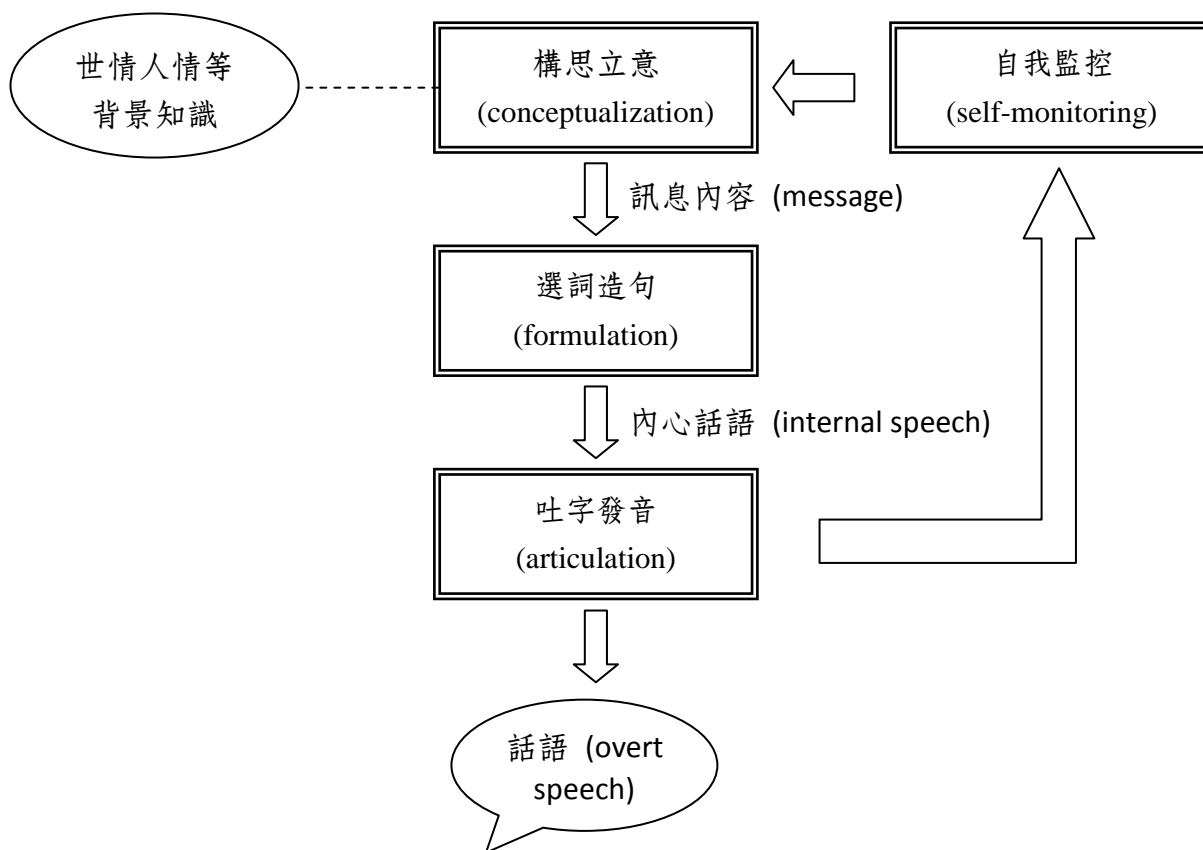 世情人情等
背景知識
構思立意
(conceptualization)
自我監控
(self-monitoring)
訊息內容 (message)
選詞造句
(formulation)
內心話語 (internal speech)
吐字發音
(articulation)
話語 (overt
speech)